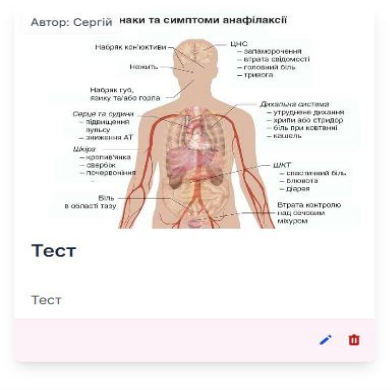 Автор: Сергій
наки та симптоми анафілаксії
Набряк кон'юктиви
Нежить
Набряк губ,
язику та/або горла
Серце та судини
– підвищення
пульсу
– зниження АТ
Шкіра
– кропив'янка
– свербіж
– почервоніння
Біль
в області тазу
ЦНС
– запаморочення
– втрата свідомості
– головний біль
– тривога
Дихальна система
– утруднене дихання
– хрипи або стридор
– біль при ковтанні
– кашель
ШКТ
– спастичний біль
– блювота
– діарея
Втрата контролю
над сечовим
міхуром
Тест
Тест